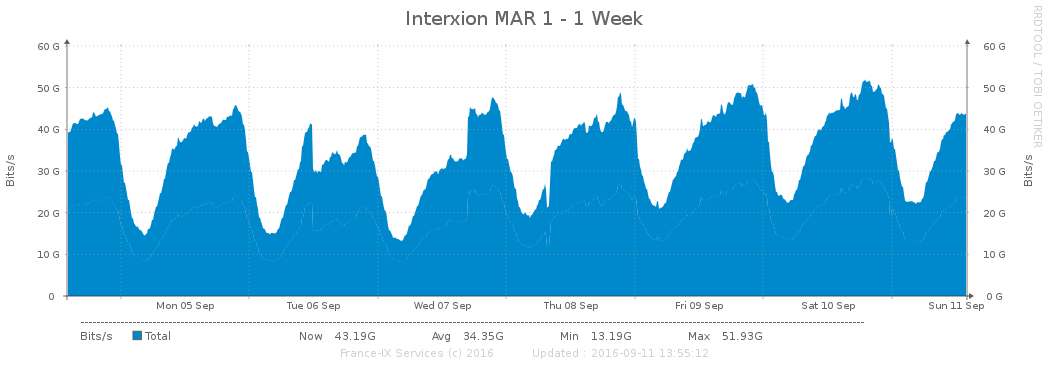 Interxion MAR 1 - 1 Week
RRDTOOL / TOBI OETIKER
60 G 60 G
50 G 50 G
40 G 40 G
30 G 30 G
20 G 20 G
10 G 10 G
0 0 G
Bits/s Bits/s
Mon 05 Sep Tue 06 Sep Wed 07 Sep Thu 08 Sep Fri 09 Sep Sat 10 Sep Sun 11 Sep
Bits/s Total Now 43.19G Avg 34.35G Min 13.19G Max 51.93G
France-IX Services (c) 2016 Updated : 2016-09-11 13:55:12